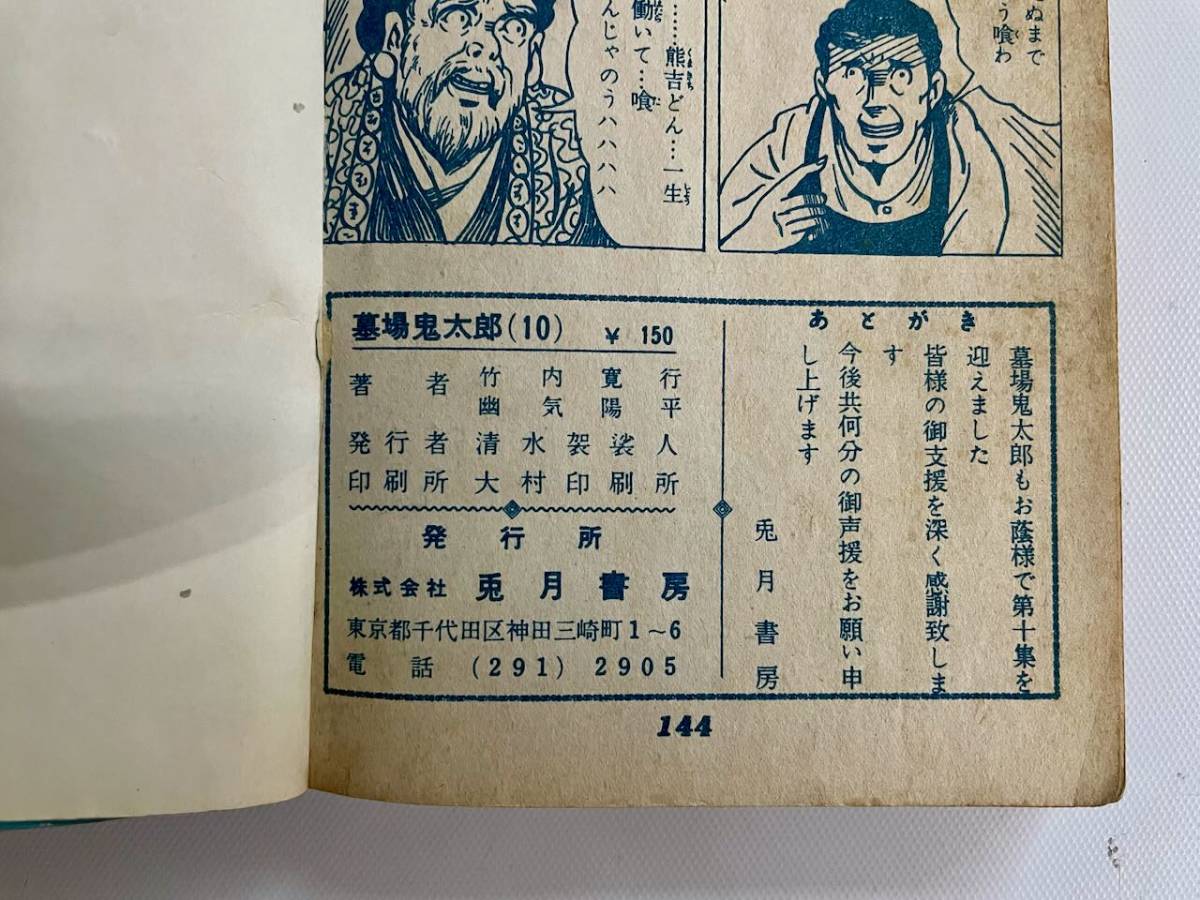 ぬまで
う喰わ
……熊吉どん…一生
働いて…喰
んじゃのうハハハハ
墓場鬼太郎(10) ¥ 150
著者 竹内寛行
幽気陽平
発行者 清水袈裟人
印刷所 大村印刷所
発行所
株式会社 兎月書房
東京都千代田区神田三崎町1~6
電話 (291) 2905
あとがき
墓場鬼太郎もお蔭様で第十集を
迎えました
皆様の御支援を深く感謝致しま
す
今後共何分の御声援をお願い申
し上げます
兎月書房
144